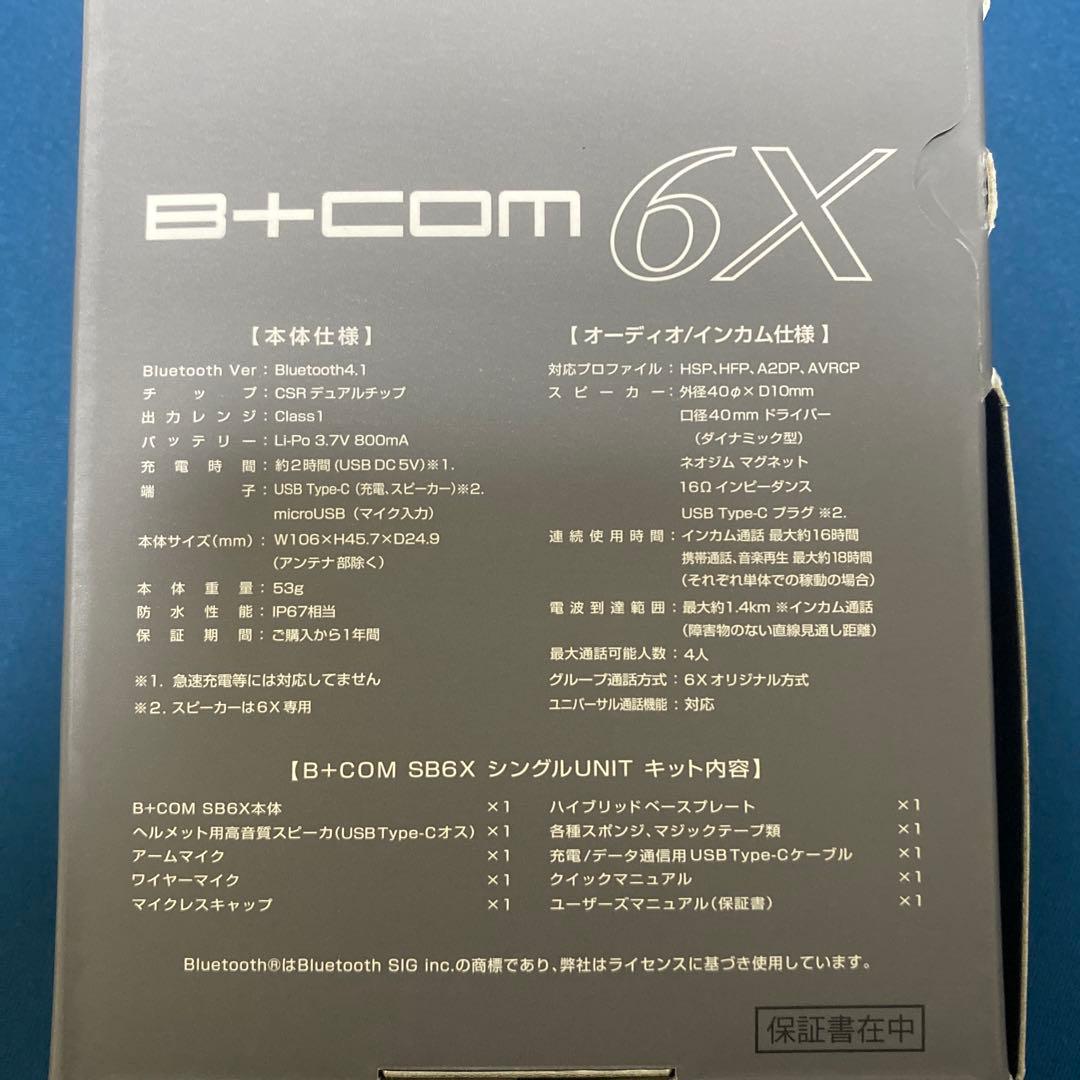 B+COM 6X
【本体仕様】
Bluetooth Ver : Bluetooth4.1
チップ : CSRデュアルチップ
出力レンジ : Class1
バッテリー : Li-Po 3.7V 800mA
充電時間 : 約2時間(USB DC 5V)※1.
端子 : USB Type-C（充電、スピーカー）※2.
microUSB（マイク入力）
本体サイズ(mm) : W106×H45.7×D24.9
（アンテナ部除く）
本体重量 : 53g
防水性能 : IP67相当
保証期間 : ご購入から1年間
※1. 急速充電等には対応してません
※2. スピーカーは6X専用
【オーディオ/インカム仕様】
対応プロファイル : HSP、HFP、A2DP、AVRCP
スピーカー : 外径40φ×D10mm
口径40mm ドライバー
（ダイナミック型）
ネオジム マグネット
16Ω インピーダンス
USB Type-C プラグ ※2.
連続使用時間 : インカム通話 最大約16時間
携帯通話、音楽再生 最大約18時間
（それぞれ単体での稼動の場合）
電波到達範囲 : 最大約1.4km ※インカム通話
（障害物のない直線見通し距離）
最大通話可能人数 : 4人
グループ通話方式 : 6Xオリジナル方式
ユニバーサル通話機能 : 対応
【B+COM SB6X シングルUNIT キット内容】
B+COM SB6X本体 ×1
ヘルメット用高音質スピーカ(USB Type-Cオス) ×1
アームマイク ×1
ワイヤーマイク ×1
マイクレスキャップ ×1
ハイブリッドベースプレート ×1
各種スポンジ、マジックテープ類 ×1
充電/データ通信用USB Type-Cケーブル ×1
クイックマニュアル ×1
ユーザーズマニュアル（保証書） ×1
Bluetooth®はBluetooth SIG inc.の商標であり、弊社はライセンスに基づき使用しています。
保証書在中